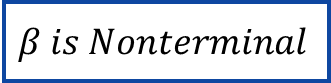 β is Nonterminal